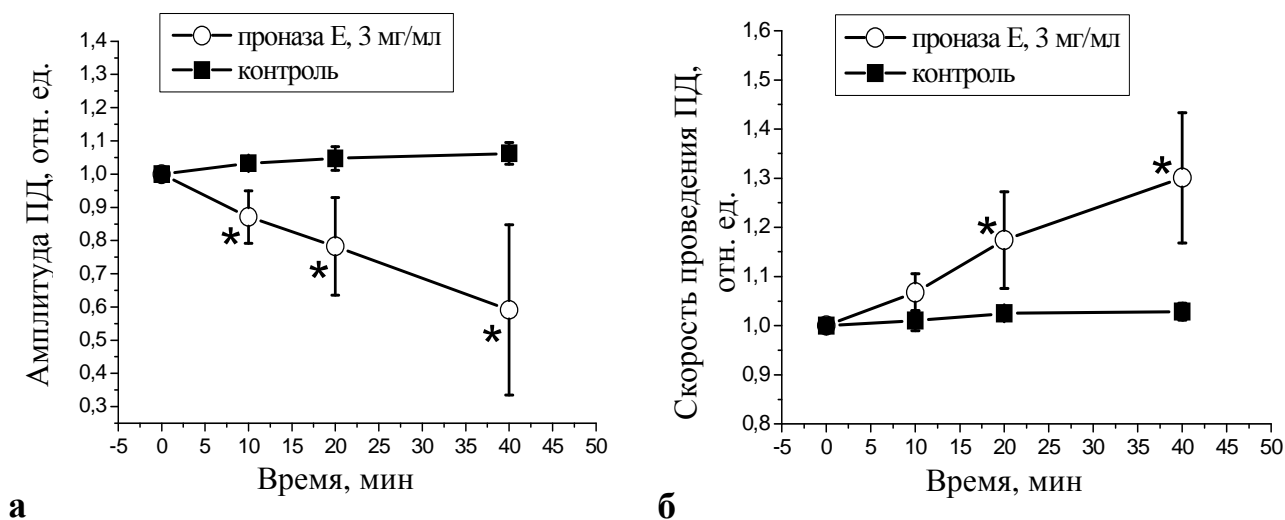 проназа Е, 3 мг/мл
контроль
Амплитуда ПД, отн. ед.
1,4
1,3
1,2
1,1
1,0
0,9
0,8
0,7
0,6
0,5
0,4
0,3
*
*
*
-5 0 5 10 15 20 25 30 35 40 45 50
Время, мин
а
проназа Е, 3 мг/мл
контроль
Скорость проведения ПД,
отн. ед.
1,6
1,5
1,4
1,3
1,2
1,1
1,0
0,9
0,8
*
*
-5 0 5 10 15 20 25 30 35 40 45 50
Время, мин
б